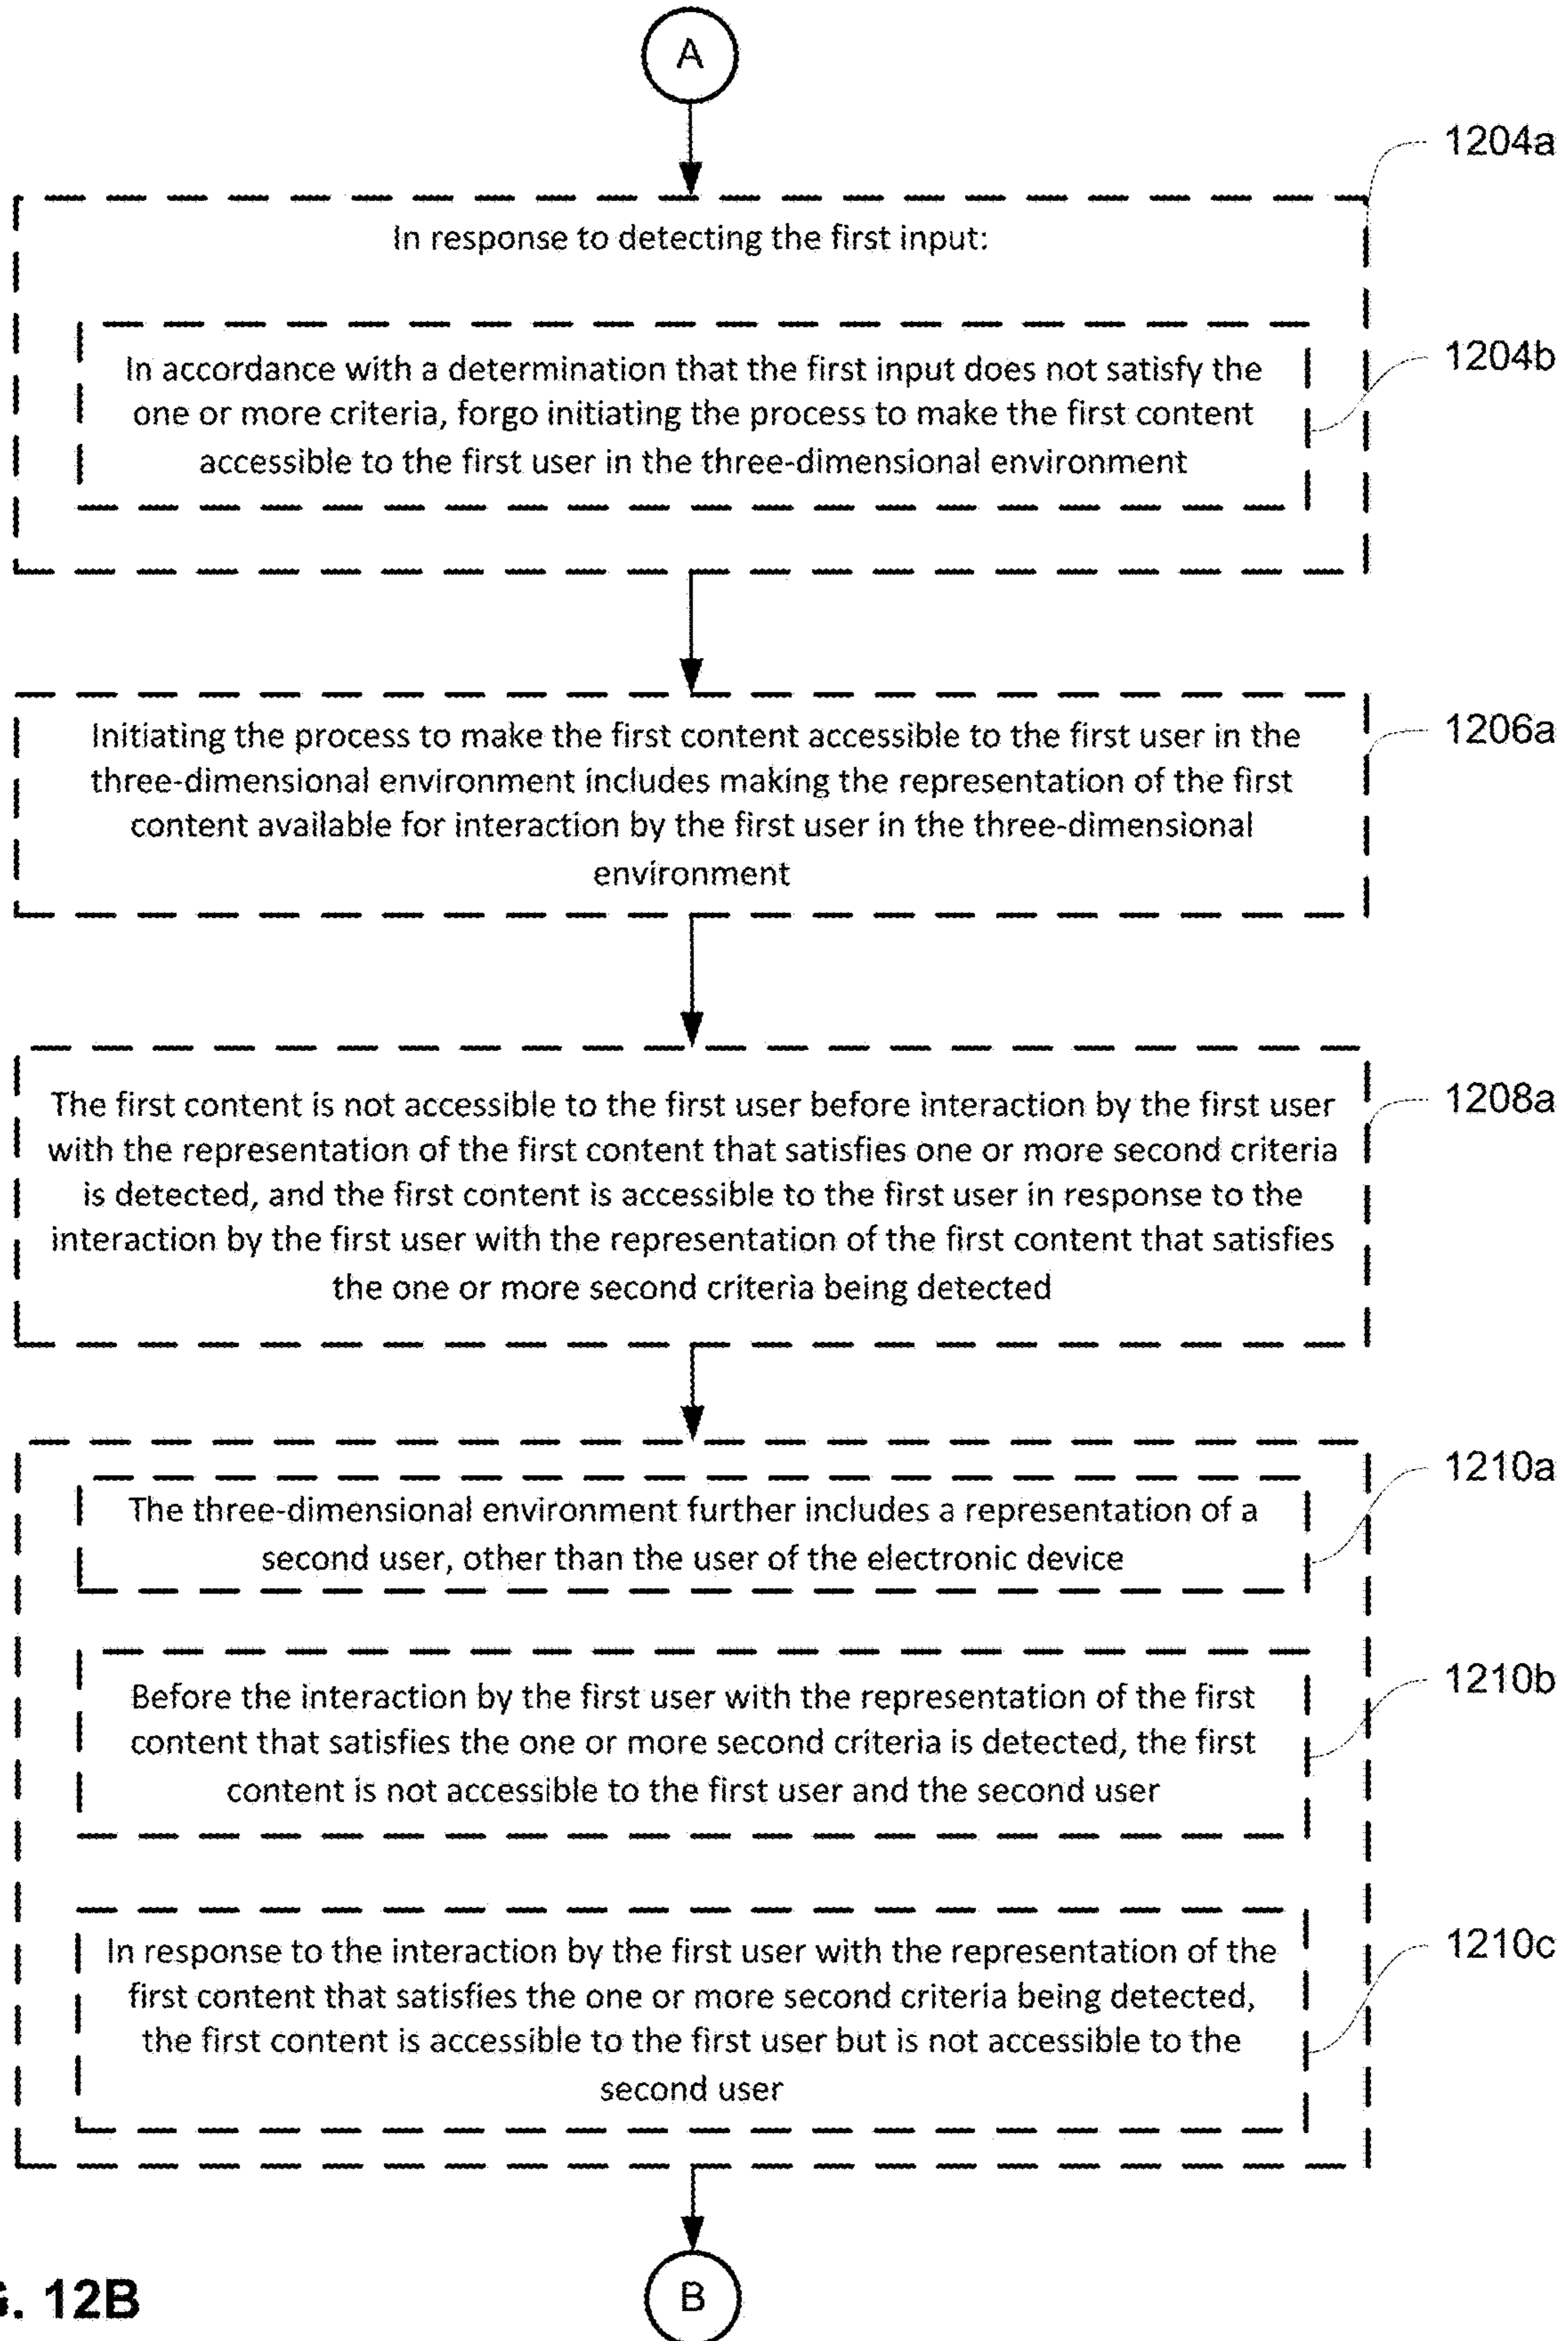 A
1204a
In response to detecting the first input:
1204b
In accordance with a determination that the first input does not satisfy the
one or more criteria, forgo initiating the process to make the first content
accessible to the first user in the three-dimensional environment
1206a
Initiating the process to make the first content accessible to the first user in the
three-dimensional environment includes making the representation of the first
content available for interaction by the first user in the three-dimensional
environment
1208a
The first content is not accessible to the first user before interaction by the first user
with the representation of the first content that satisfies one or more second criteria
is detected, and the first content is accessible to the first user in response to the
interaction by the first user with the representation of the first content that satisfies
the one or more second criteria being detected
1210a
The three-dimensional environment further includes a representation of a
second user, other than the user of the electronic device
1210b
Before the interaction by the first user with the representation of the first
content that satisfies the one or more second criteria is detected, the first
content is not accessible to the first user and the second user
1210c
In response to the interaction by the first user with the representation of the
first content that satisfies the one or more second criteria being detected,
the first content is accessible to the first user but is not accessible to the
second user
B
12B